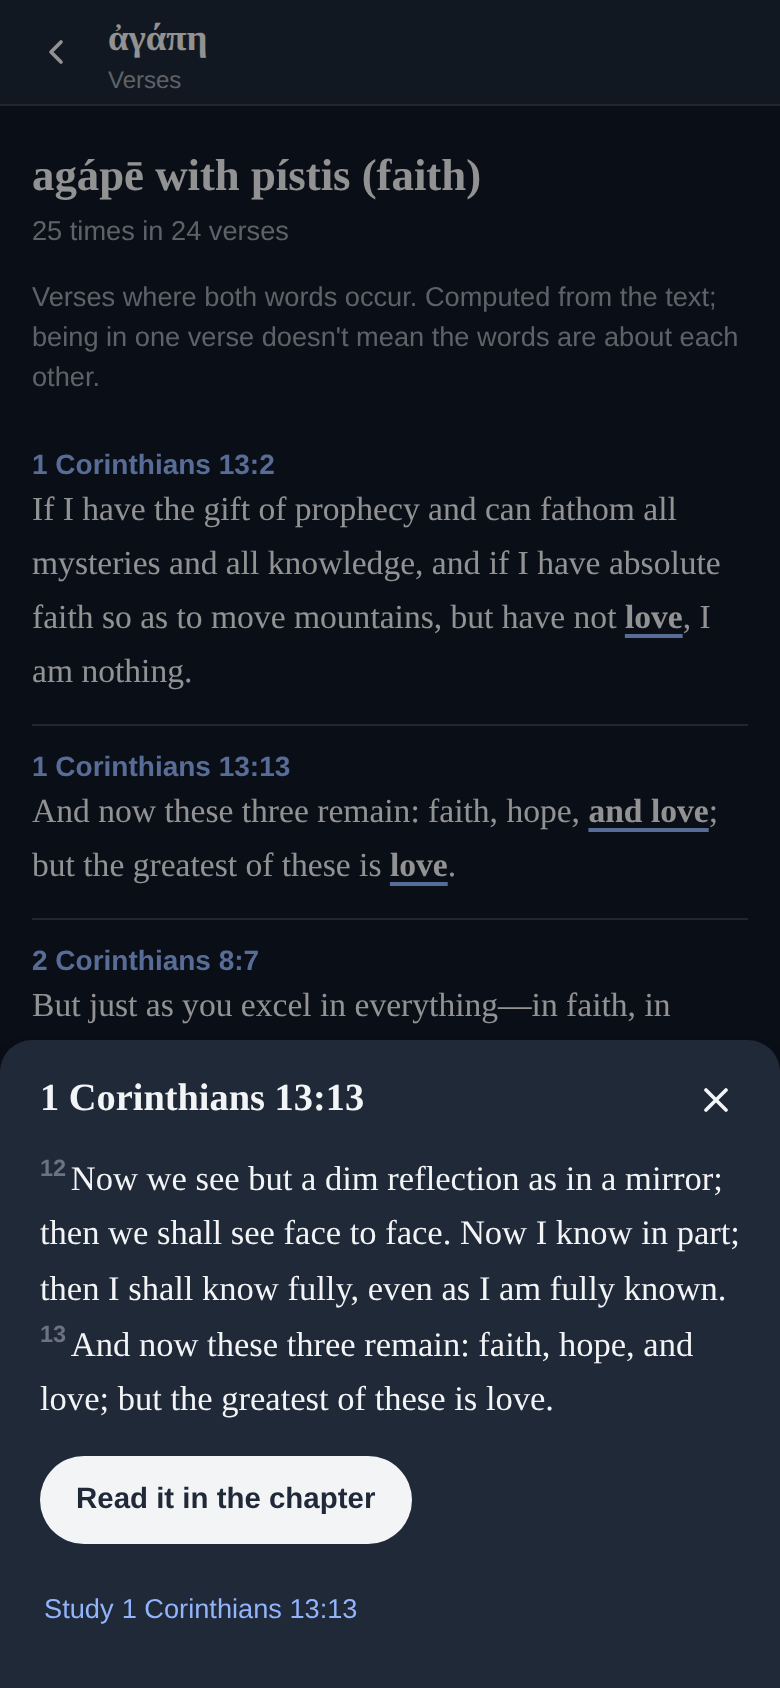 ἀγάπη
Verses
agápē with pístis (faith)
25 times in 24 verses
Verses where both words occur. Computed from the text;
being in one verse doesn't mean the words are about each
other.
1 Corinthians 13:2
If I have the gift of prophecy and can fathom all
mysteries and all knowledge, and if I have absolute
faith so as to move mountains, but have not love, I
am nothing.
1 Corinthians 13:13
And now these three remain: faith, hope, and love;
but the greatest of these is love.
2 Corinthians 8:7
But just as you excel in everything—in faith, in
1 Corinthians 13:13
12 Now we see but a dim reflection as in a mirror;
then we shall see face to face. Now I know in part;
then I shall know fully, even as I am fully known.
13 And now these three remain: faith, hope, and
love; but the greatest of these is love.
Read it in the chapter
Study 1 Corinthians 13:13